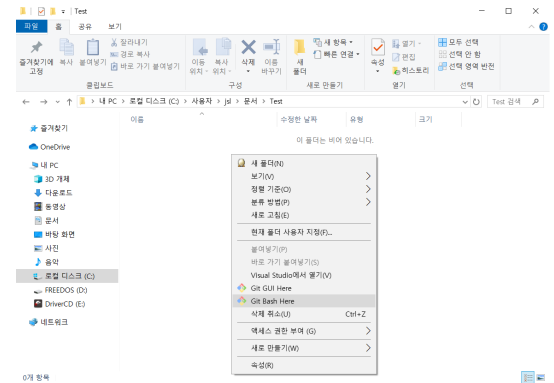 Test
파일 홈 공유 보기
즐겨찾기에 고정
복사
붙여넣기
잘라내기
경로 복사
바로 가기 붙여넣기
클립보드
이동 위치
복사 위치
삭제
이름 바꾸기
구성
새 폴더
새 항목
빠른 연결
새로 만들기
속성
열기
편집
히스토리
열기
모두 선택
선택 안 함
선택 영역 반전
선택
내 PC > 로컬 디스크 (C:) > 사용자 > jsl > 문서 > Test
Test 검색
이름 수정한 날짜 유형 크기
이 폴더는 비어 있습니다.
즐겨찾기
OneDrive
내 PC
3D 개체
다운로드
동영상
문서
바탕 화면
사진
음악
로컬 디스크 (C:)
FREEDOS (D:)
DriverCD (E:)
네트워크
새 폴더(N)
보기(V)
정렬 기준(O)
분류 방법(P)
새로 고침(E)
현재 폴더 사용자 지정(F)...
붙여넣기(P)
바로 가기 붙여넣기(S)
Visual Studio에서 열기(V)
Git GUI Here
Git Bash Here
삭제 취소(U) Ctrl+Z
액세스 권한 부여 (G)
새로 만들기(W)
속성(R)
0개 항목